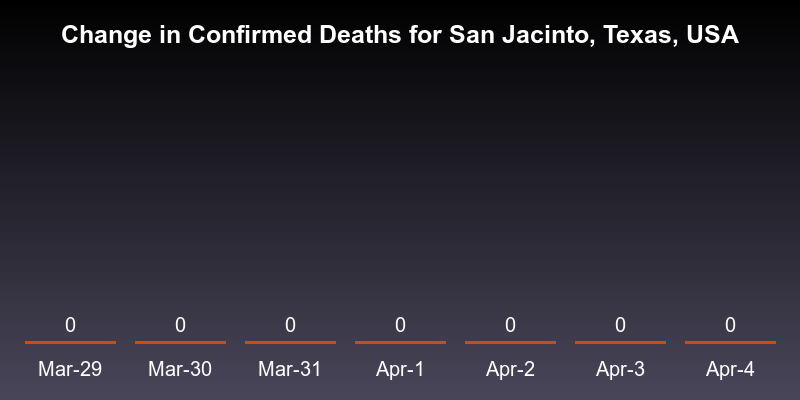 Change in Confirmed Deaths for San Jacinto, Texas, USA
0 0 0 0 0 0 0
Mar-29 Mar-30 Mar-31 Apr-1 Apr-2 Apr-3 Apr-4